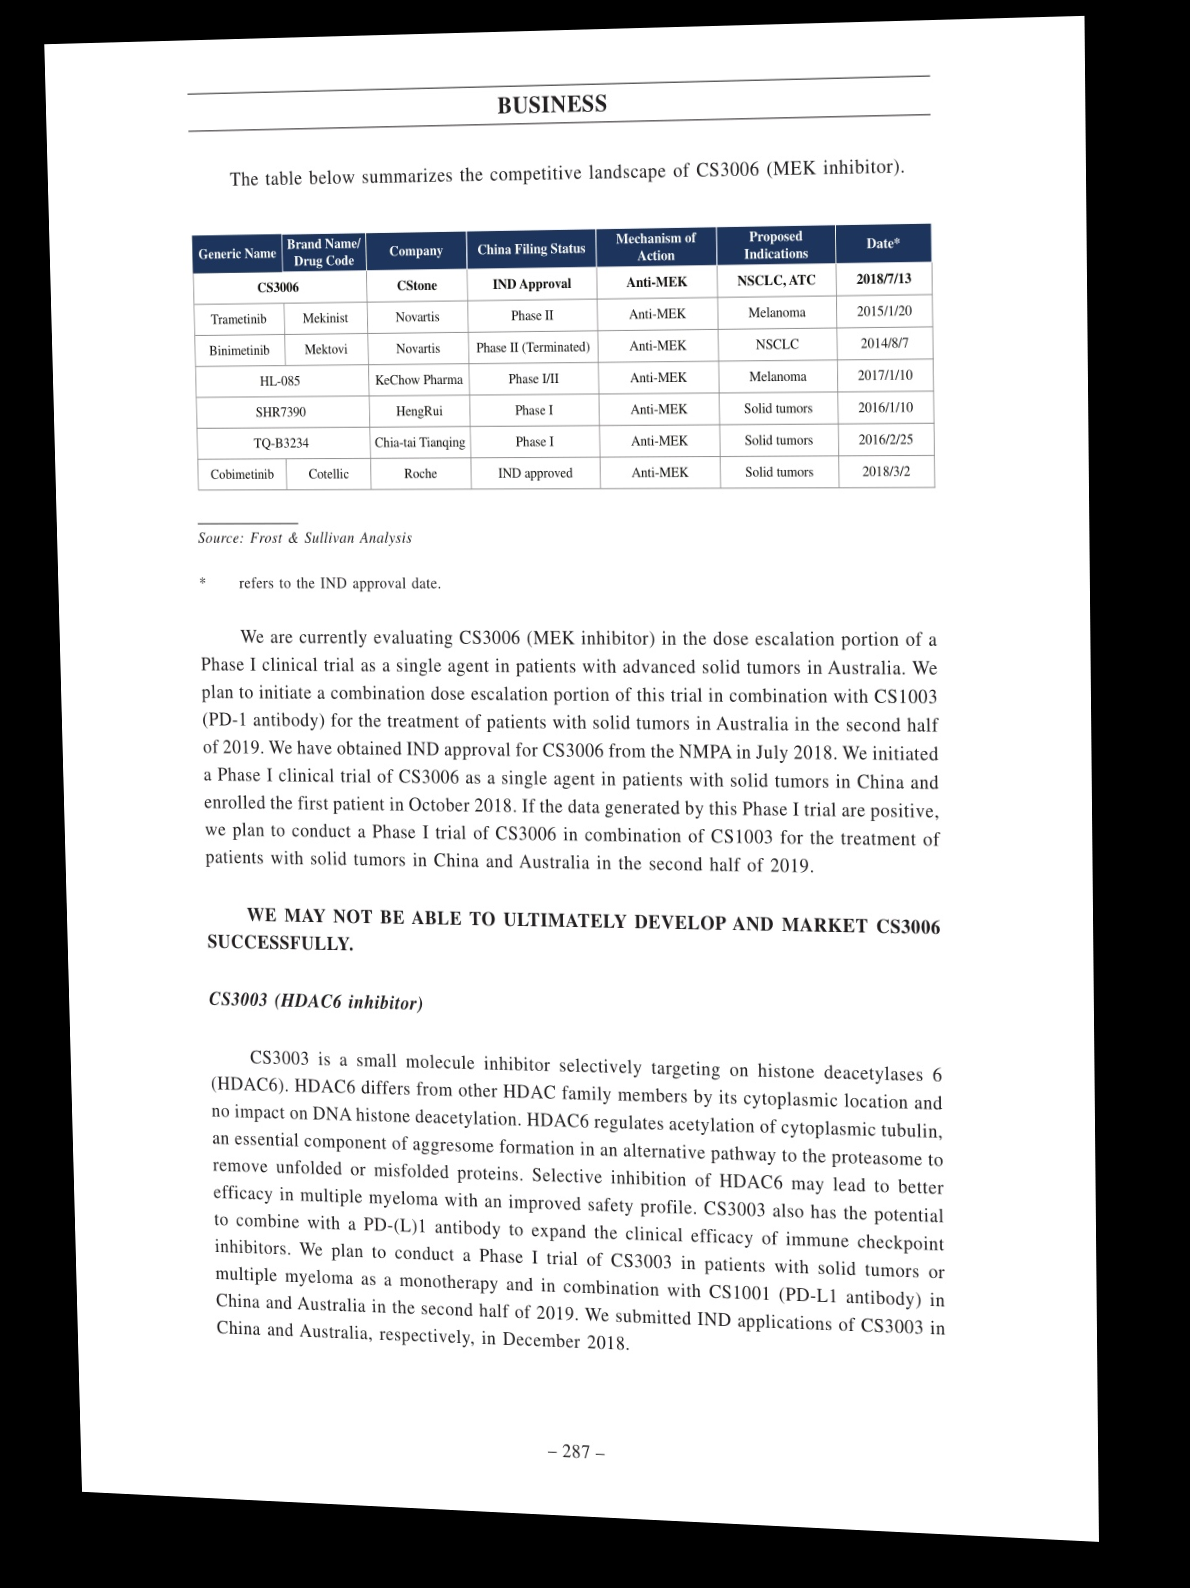 BUSINESS
The table below summarizes the competitive landscape of CS3006 (MEK inhibitor).
Generic Name Brand Name/ Drug Code Company China Filing Status Mechanism of Action Proposed Indications Date*
CS3006 CStone IND Approval Anti-MEK NSCLC, ATC 2018/7/13
Trametinib Mekinist Novartis Phase II Anti-MEK Melanoma 2015/1/20
Binimetinib Mektovi Novartis Phase II (Terminated) Anti-MEK NSCLC 2014/8/7
HL-085 KeChow Pharma Phase I/II Anti-MEK Melanoma 2017/1/10
SHR7390 HengRui Phase I Anti-MEK Solid tumors 2016/1/10
TQ-B3234 Chia-tai Tianqing Phase I Anti-MEK Solid tumors 2016/2/25
Cobimetinib Cotellic Roche IND approved Anti-MEK Solid tumors 2018/3/2
Source: Frost & Sullivan Analysis
* refers to the IND approval date.
We are currently evaluating CS3006 (MEK inhibitor) in the dose escalation portion of a
Phase I clinical trial as a single agent in patients with advanced solid tumors in Australia. We
plan to initiate a combination dose escalation portion of this trial in combination with CS1003
(PD-1 antibody) for the treatment of patients with solid tumors in Australia in the second half
of 2019. We have obtained IND approval for CS3006 from the NMPA in July 2018. We initiated
a Phase I clinical trial of CS3006 as a single agent in patients with solid tumors in China and
enrolled the first patient in October 2018. If the data generated by this Phase I trial are positive,
we plan to conduct a Phase I trial of CS3006 in combination of CS1003 for the treatment of
patients with solid tumors in China and Australia in the second half of 2019.
WE MAY NOT BE ABLE TO ULTIMATELY DEVELOP AND MARKET CS3006
SUCCESSFULLY.
CS3003 (HDAC6 inhibitor)
CS3003 is a small molecule inhibitor selectively targeting on histone deacetylases 6
(HDAC6). HDAC6 differs from other HDAC family members by its cytoplasmic location and
no impact on DNA histone deacetylation. HDAC6 regulates acetylation of cytoplasmic tubulin,
an essential component of aggresome formation in an alternative pathway to the proteasome to
remove unfolded or misfolded proteins. Selective inhibition of HDAC6 may lead to better
efficacy in multiple myeloma with an improved safety profile. CS3003 also has the potential
to combine with a PD-(L)1 antibody to expand the clinical efficacy of immune checkpoint
inhibitors. We plan to conduct a Phase I trial of CS3003 in patients with solid tumors or
multiple myeloma as a monotherapy and in combination with CS1001 (PD-L1 antibody) in
China and Australia in the second half of 2019. We submitted IND applications of CS3003 in
China and Australia, respectively, in December 2018.
– 287 –